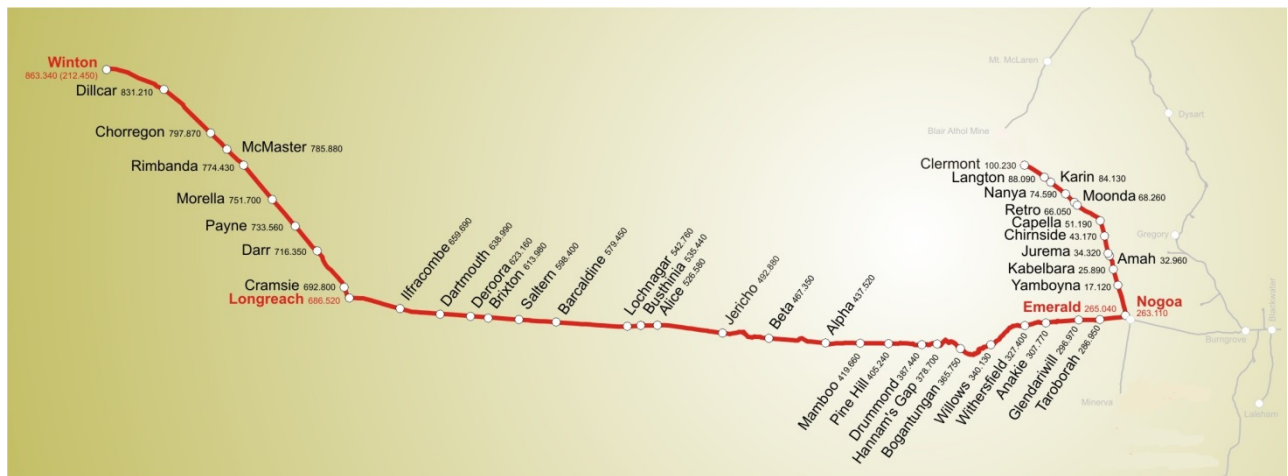 Winton
863.340 (212.450)
Dillcar 831.210
Chorregon 797.870
McMaster 785.880
Rimbanda 774.430
Morella 751.700
Payne 733.560
Darr 716.350
Cramsie 692.800
Longreach 686.520
Ilfracombe 659.690
Dartmouth 638.990
Deroora 623.160
Brixton 613.980
Saltern 598.400
Barcaldine 579.450
Lochnagar 542.760
Busthinia 535.440
Alice 526.580
Jericho 492.880
Beta 467.350
Alpha 437.520
Mamboo 419.660
Pine Hill 405.240
Drummond 387.440
Hannam's Gap 378.700
Bogantungan 365.750
Willows 340.130
Withersfield 327.400
Anakie 307.770
Glendariwill 296.970
Taroborah 286.950
Emerald 265.040
Nogoa
263.110
Clermont 100.230
Langton 88.090
Karin 84.130
Nanya 74.590
Moonda 68.260
Retro 66.050
Capella 51.190
Chirnside 43.170
Jurema 34.320
Amah 32.960
Kabelbara 25.890
Yamboyna 17.120
Mt. McLaren
Blair Athol Mine
Dysart
Gregory
Blackwater
Burngrove
Minerva
Laleham